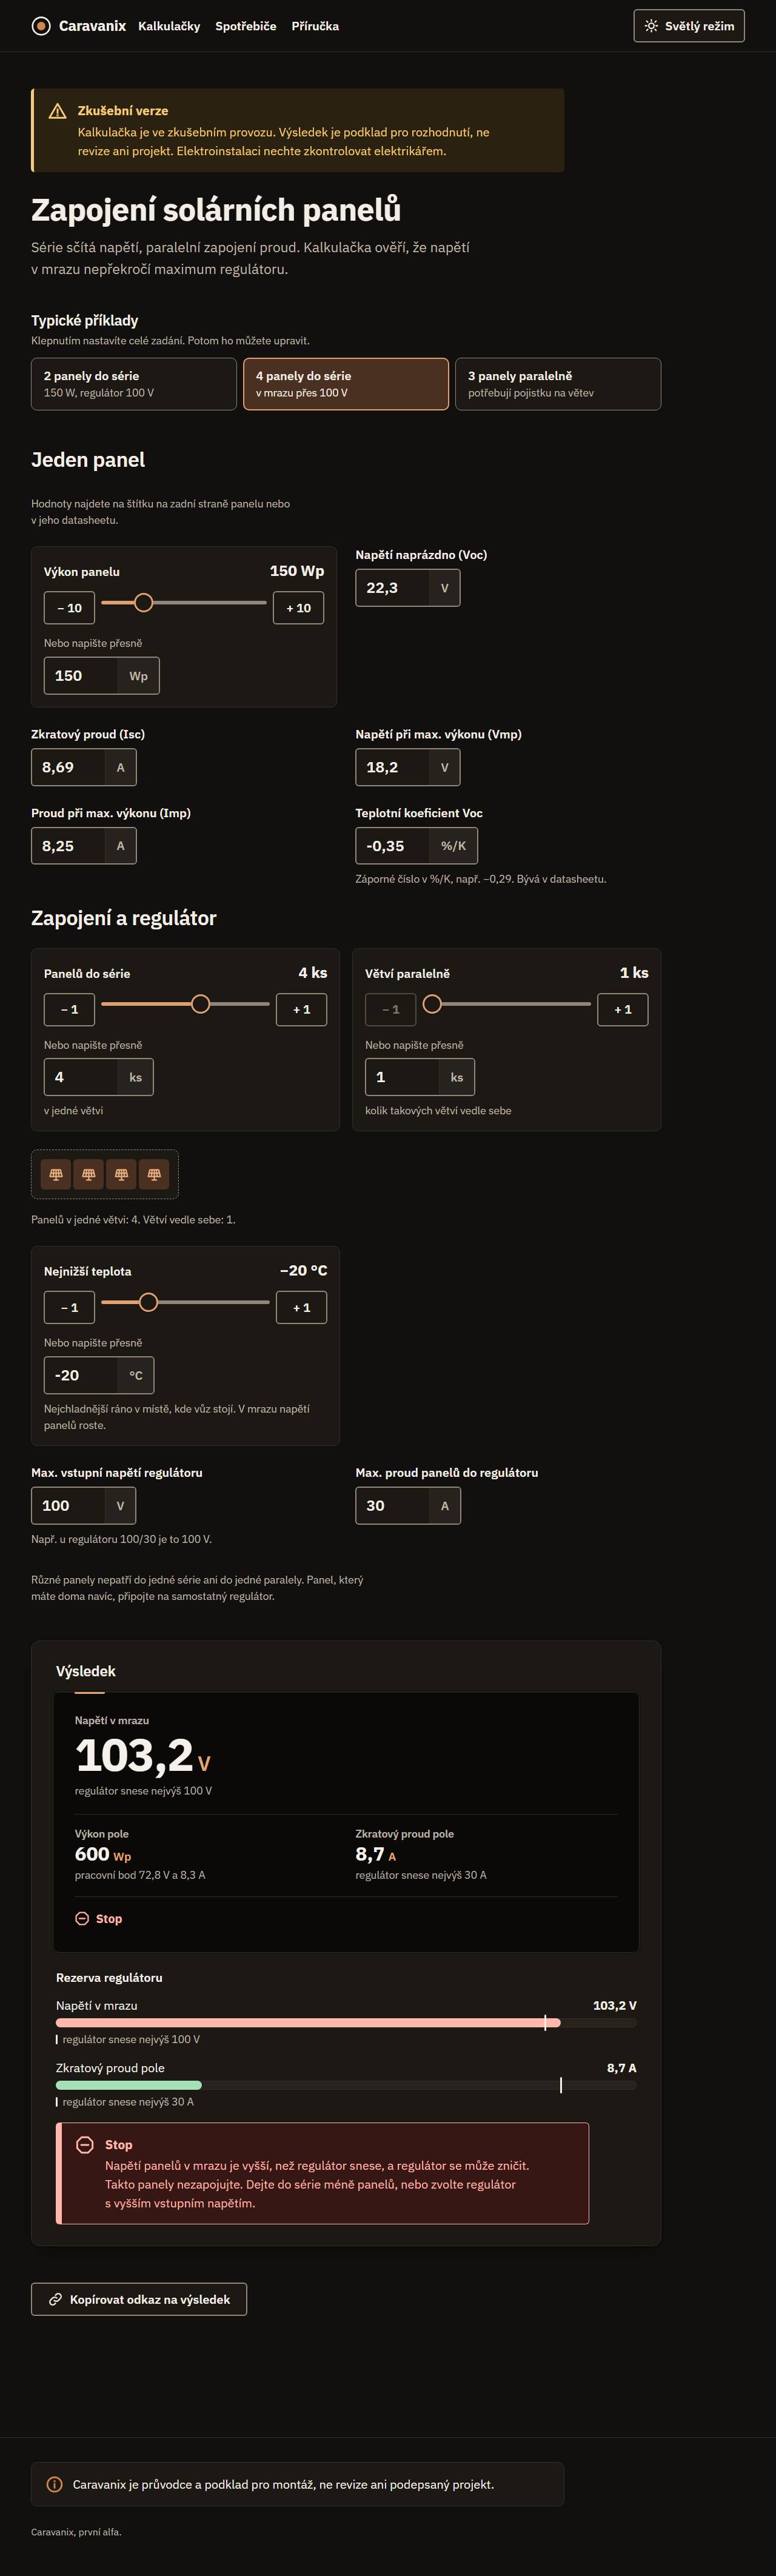 Caravanix
Kalkulačky
Spotřebiče
Příručka
Světlý režim
Zkušební verze
Kalkulačka je ve zkušebním provozu. Výsledek je podklad pro rozhodnutí, ne
revize ani projekt. Elektroinstalaci nechte zkontrolovat elektrikářem.
Zapojení solárních panelů
Série sčítá napětí, paralelní zapojení proud. Kalkulačka ověří, že napětí
v mrazu nepřekročí maximum regulátoru.
Typické příklady
Klepnutím nastavíte celé zadání. Potom ho můžete upravit.
2 panely do série
150 W, regulátor 100 V
4 panely do série
v mrazu přes 100 V
3 panely paralelně
potřebují pojistku na větev
Jeden panel
Hodnoty najdete na štítku na zadní straně panelu nebo
v jeho datasheetu.
Výkon panelu
150 Wp
− 10
+ 10
Nebo napište přesně
150
Wp
Napětí naprázdno (Voc)
22,3
V
Zkratový proud (Isc)
8,69
A
Napětí při max. výkonu (Vmp)
18,2
V
Proud při max. výkonu (Imp)
8,25
A
Teplotní koeficient Voc
-0,35
%/K
Záporné číslo v %/K, např. −0,29. Bývá v datasheetu.
Zapojení a regulátor
Panelů do série
4 ks
− 1
+ 1
Nebo napište přesně
4
ks
v jedné větvi
Větví paralelně
1 ks
− 1
+ 1
Nebo napište přesně
1
ks
kolik takových větví vedle sebe
Panelů v jedné větvi: 4. Větví vedle sebe: 1.
Nejnižší teplota
−20 °C
− 1
+ 1
Nebo napište přesně
-20
°C
Nejchladnější ráno v místě, kde vůz stojí. V mrazu napětí
panelů roste.
Max. vstupní napětí regulátoru
100
V
Např. u regulátoru 100/30 je to 100 V.
Max. proud panelů do regulátoru
30
A
Různé panely nepatří do jedné série ani do jedné paralely. Panel, který
máte doma navíc, připojte na samostatný regulátor.
Výsledek
Napětí v mrazu
103,2 V
regulátor snese nejvýš 100 V
Výkon pole
600 Wp
pracovní bod 72,8 V a 8,3 A
Zkratový proud pole
8,7 A
regulátor snese nejvýš 30 A
Stop
Rezerva regulátoru
Napětí v mrazu
103,2 V
regulátor snese nejvýš 100 V
Zkratový proud pole
8,7 A
regulátor snese nejvýš 30 A
Stop
Napětí panelů v mrazu je vyšší, než regulátor snese, a regulátor se může zničit.
Takto panely nezapojujte. Dejte do série méně panelů, nebo zvolte regulátor
s vyšším vstupním napětím.
Kopírovat odkaz na výsledek
Caravanix je průvodce a podklad pro montáž, ne revize ani podepsaný projekt.
Caravanix, první alfa.